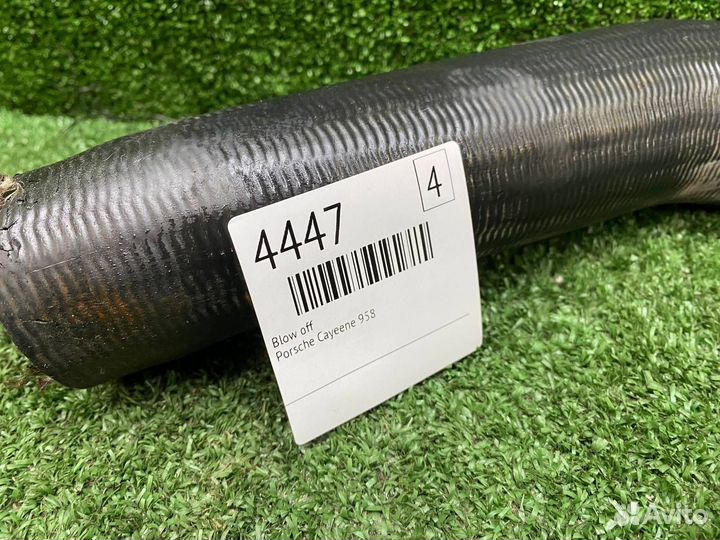 4447
4
Blow off
Porsche Cayeene 958
Avito